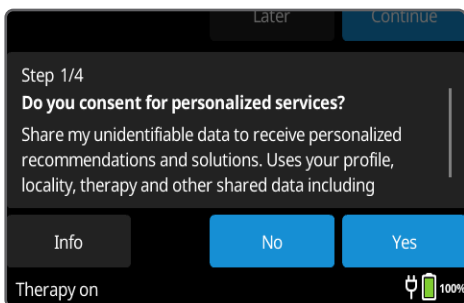 Later Continue
Step 1/4
Do you consent for personalized services?
Share my unidentifiable data to receive personalized
recommendations and solutions. Uses your profile,
locality, therapy and other shared data including
Info No Yes
Therapy on 100%